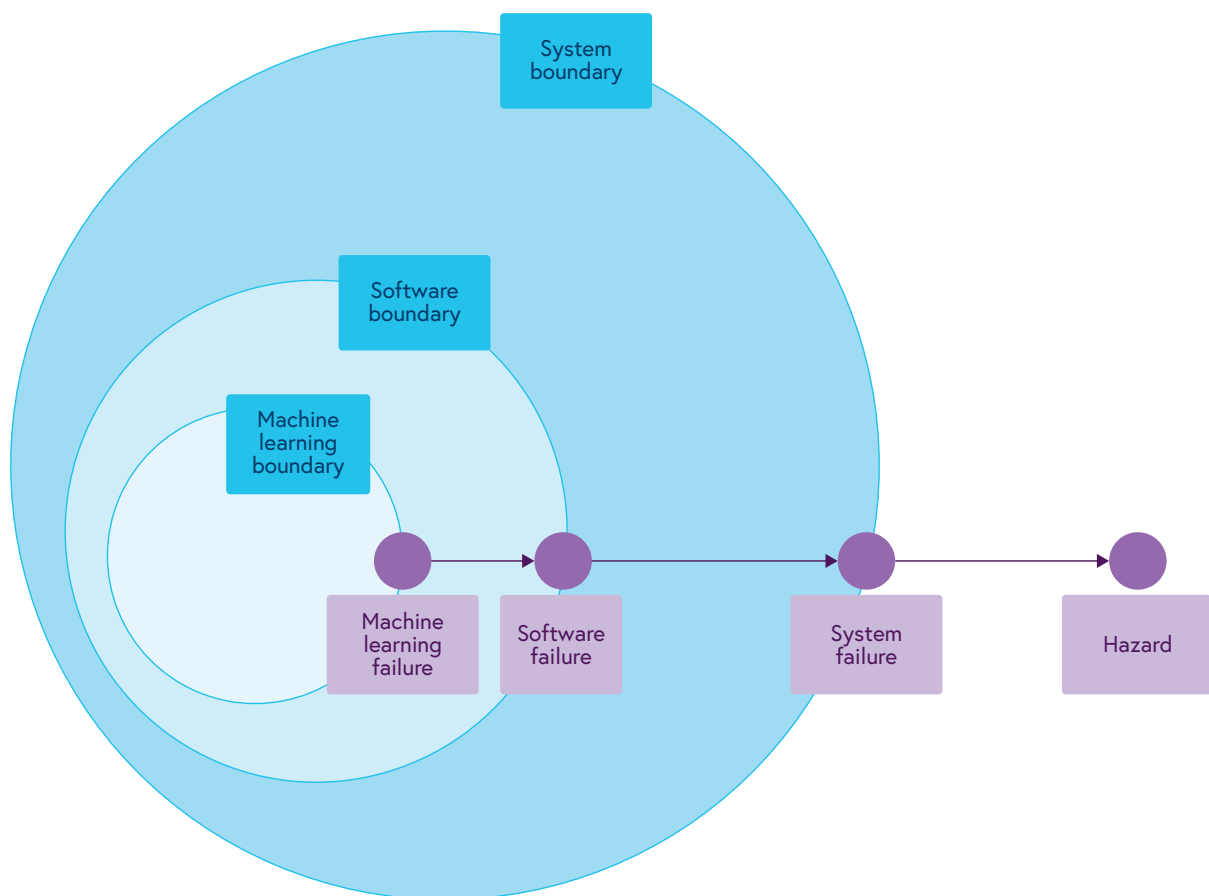 System
boundary
Software
boundary
Machine
learning
boundary
Machine
learning
failure
Software
failure
System
failure
Hazard